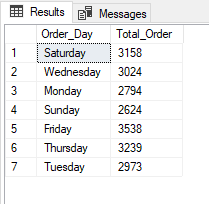 Results Messages
Order_Day Total_Order
1 Saturday 3158
2 Wednesday 3024
3 Monday 2794
4 Sunday 2624
5 Friday 3538
6 Thursday 3239
7 Tuesday 2973